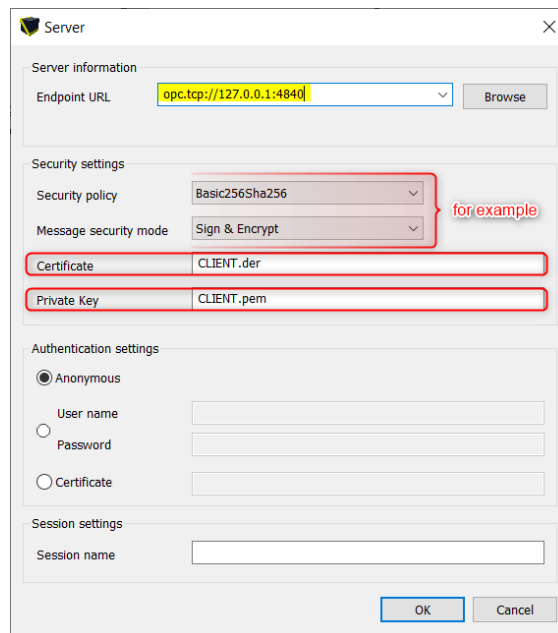 Server
Server information
Endpoint URL opc.tcp://127.0.0.1:4840 Browse
Security settings
Security policy Basic256Sha256
for example
Message security mode Sign & Encrypt
Certificate CLIENT.der
Private Key CLIENT.pem
Authentication settings
Anonymous
User name
Password
Certificate
Session settings
Session name
OK Cancel